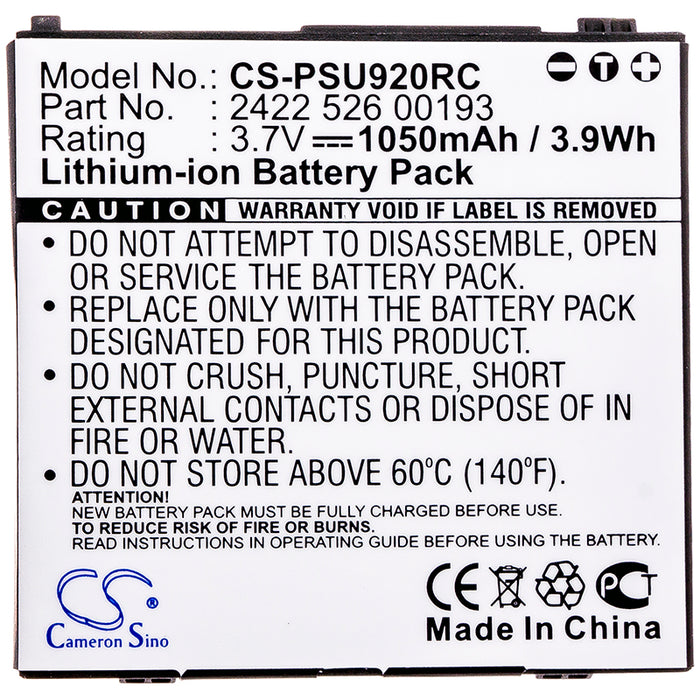 Model No.: CS-PSU920RC
Part No. : 2422 526 00193
Rating : 3.7V 1050mAh / 3.9Wh
Lithium-ion Battery Pack
CAUTION WARRANTY VOID IF LABEL IS REMOVED
• DO NOT ATTEMPT TO DISASSEMBLE, OPEN
OR SERVICE THE BATTERY PACK.
• REPLACE ONLY WITH THE BATTERY PACK
DESIGNATED FOR THIS PRODUCT.
• DO NOT CRUSH, PUNCTURE, SHORT
EXTERNAL CONTACTS OR DISPOSE OF IN
FIRE OR WATER.
• DO NOT STORE ABOVE 60ºC (140ºF).
ATTENTION!
NEW BATTERY PACK MUST BE FULLY CHARGED BEFORE USE
TO REDUCE RISK OF FIRE OR BURNS.
READ INSTRUCTIONS IN OPERATING GUIDE BEFORE USING THE BATTERY.
CS ®
Cameron Sino
CE PCT
Made in China